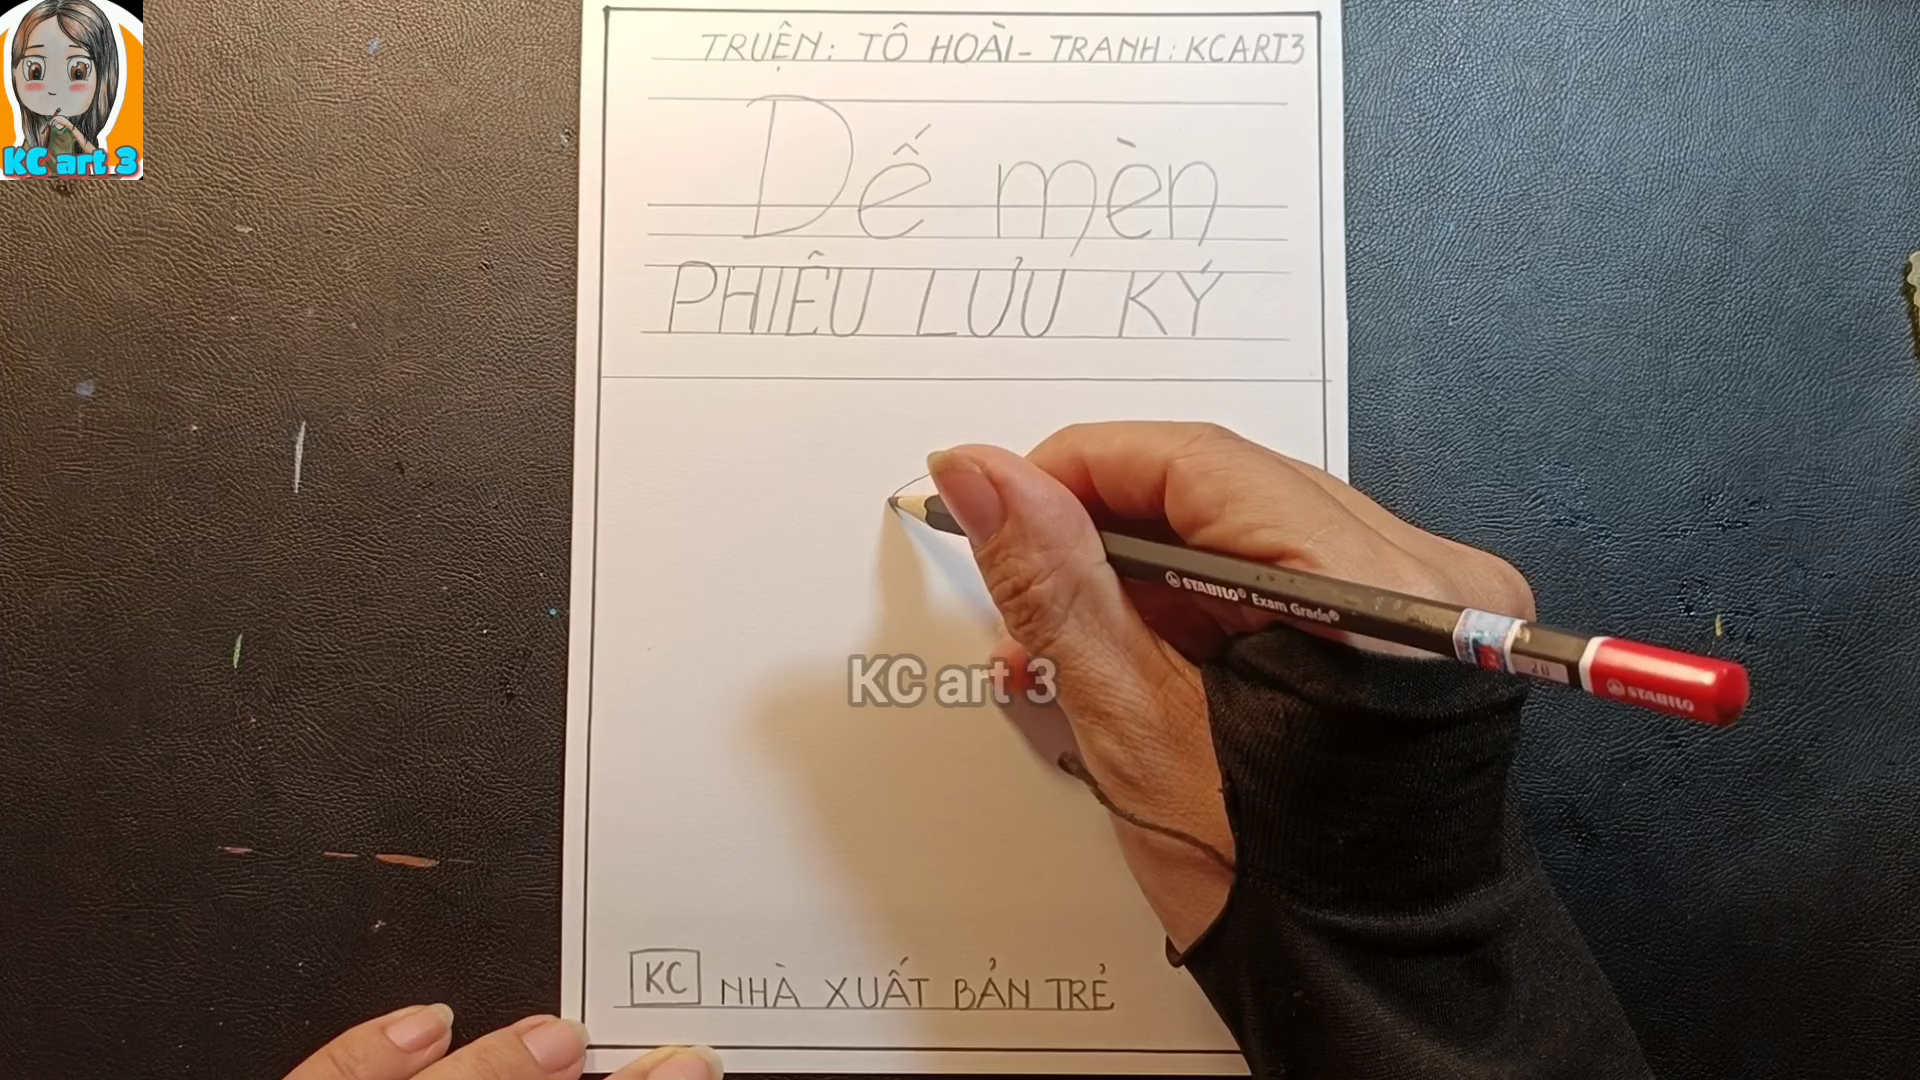 TRUYỆN: TÔ HOÀI - TRANH: KCART3
Dế mèn
PHIÊU LƯU KÝ
STABILO® Exam Grade®
2B
STABILO
KC art 3
KC NHÀ XUẤT BẢN TRẺ
KC art 3